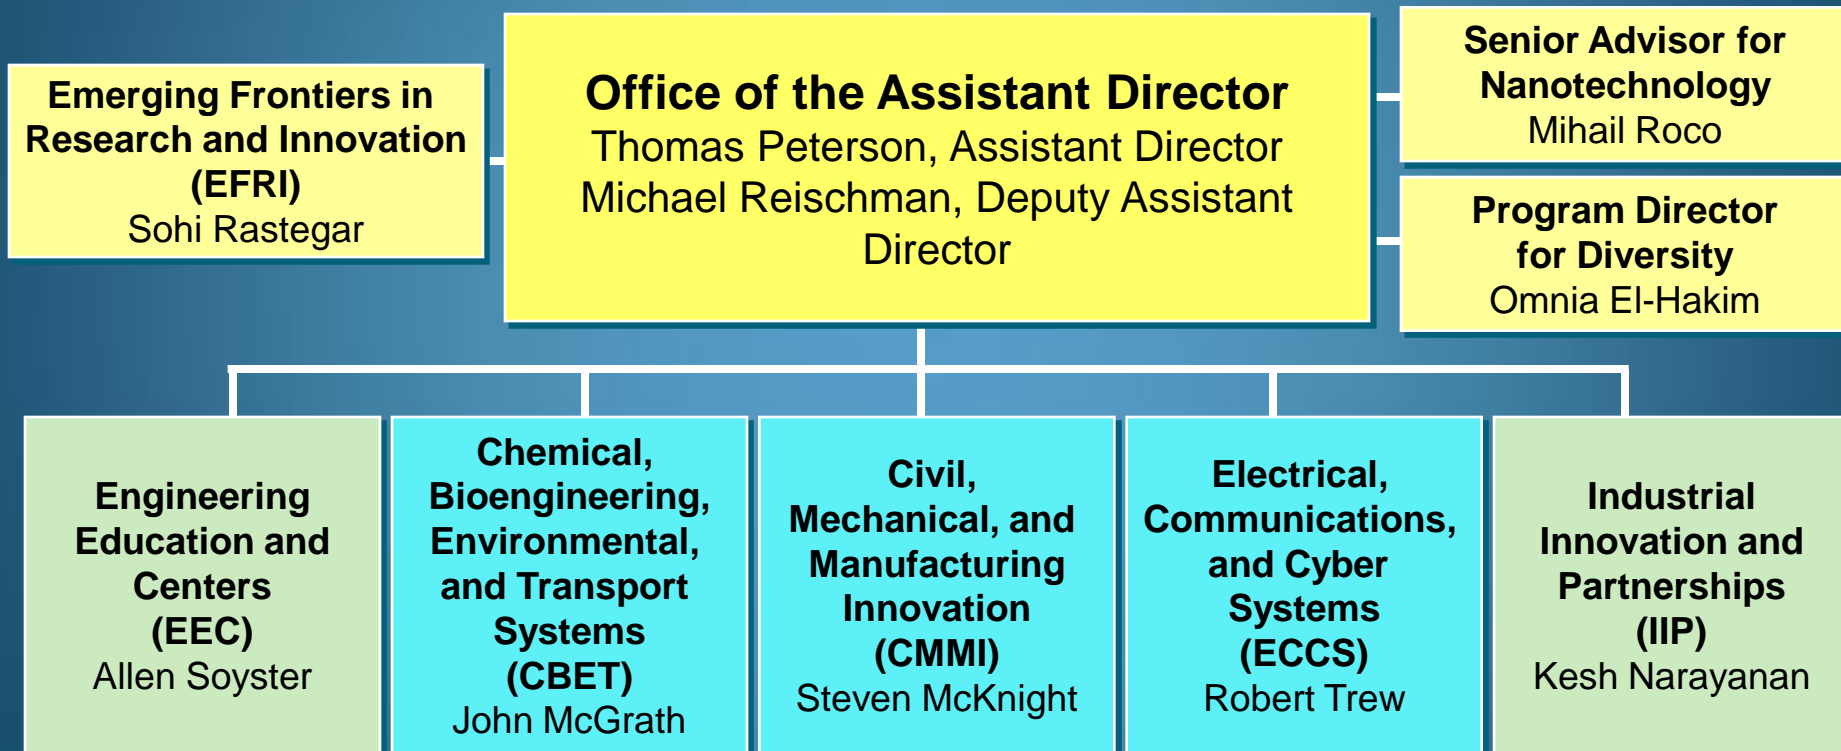 Emerging Frontiers in
Research and Innovation
(EFRI)
Sohi Rastegar
Office of the Assistant Director
Thomas Peterson, Assistant Director
Michael Reischman, Deputy Assistant
Director
Senior Advisor for
Nanotechnology
Mihail Roco
Program Director
for Diversity
Omnia El-Hakim
Engineering
Education and
Centers
(EEC)
Allen Soyster
Chemical,
Bioengineering,
Environmental,
and Transport
Systems
(CBET)
John McGrath
Civil,
Mechanical, and
Manufacturing
Innovation
(CMMI)
Steven McKnight
Electrical,
Communications,
and Cyber
Systems
(ECCS)
Robert Trew
Industrial
Innovation and
Partnerships
(IIP)
Kesh Narayanan